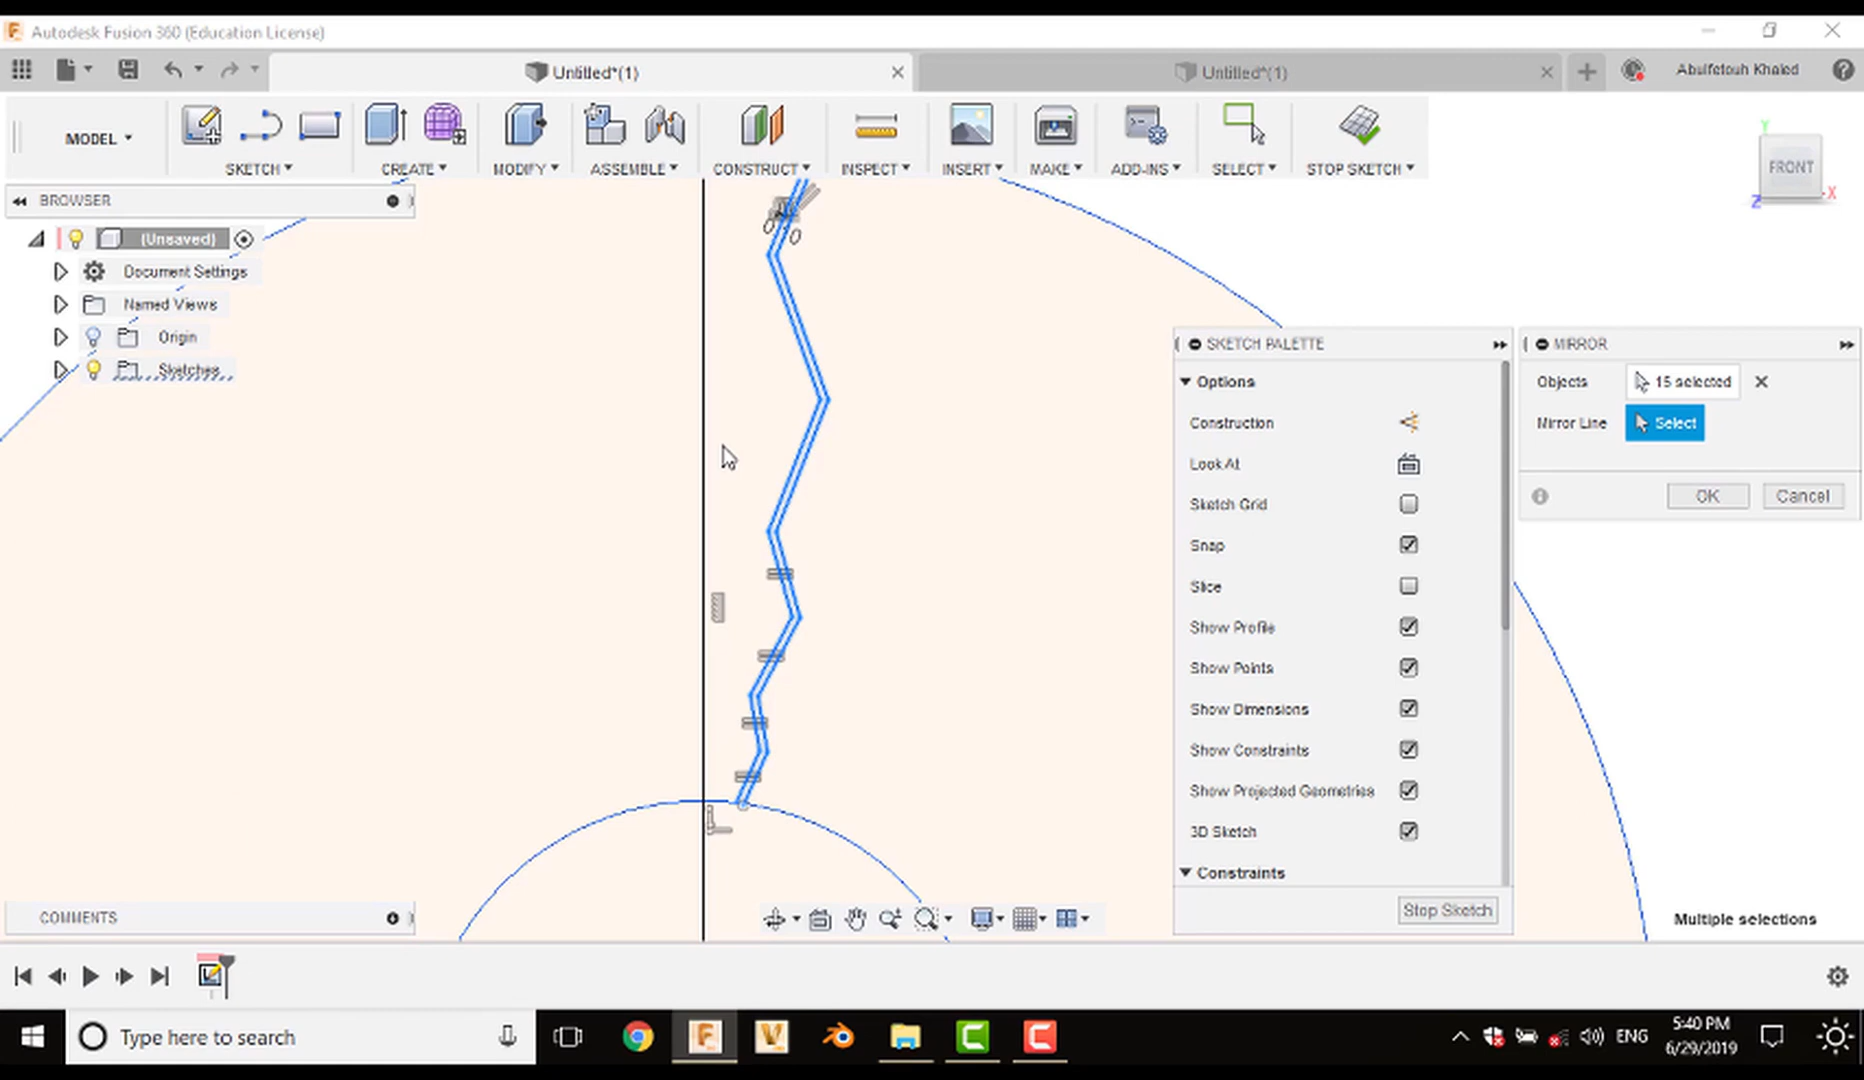 Autodesk Fusion 360 (Education License)
Untitled*(1)
Untitled*(1)
Abulfetouh Khaled
MODEL
SKETCH
CREATE
MODIFY
ASSEMBLE
CONSTRUCT
INSPECT
INSERT
MAKE
ADD-INS
SELECT
STOP SKETCH
FRONT
Y
X
Z
BROWSER
(Unsaved)
Document Settings
Named Views
Origin
Sketches
SKETCH PALETTE
Options
Construction
Look At
Sketch Grid
Snap
Slice
Show Profile
Show Points
Show Dimensions
Show Constraints
Show Projected Geometries
3D Sketch
Constraints
Stop Sketch
MIRROR
Objects 15 selected
Mirror Line Select
OK Cancel
COMMENTS
Multiple selections
Type here to search
ENG
5:40 PM
6/29/2019